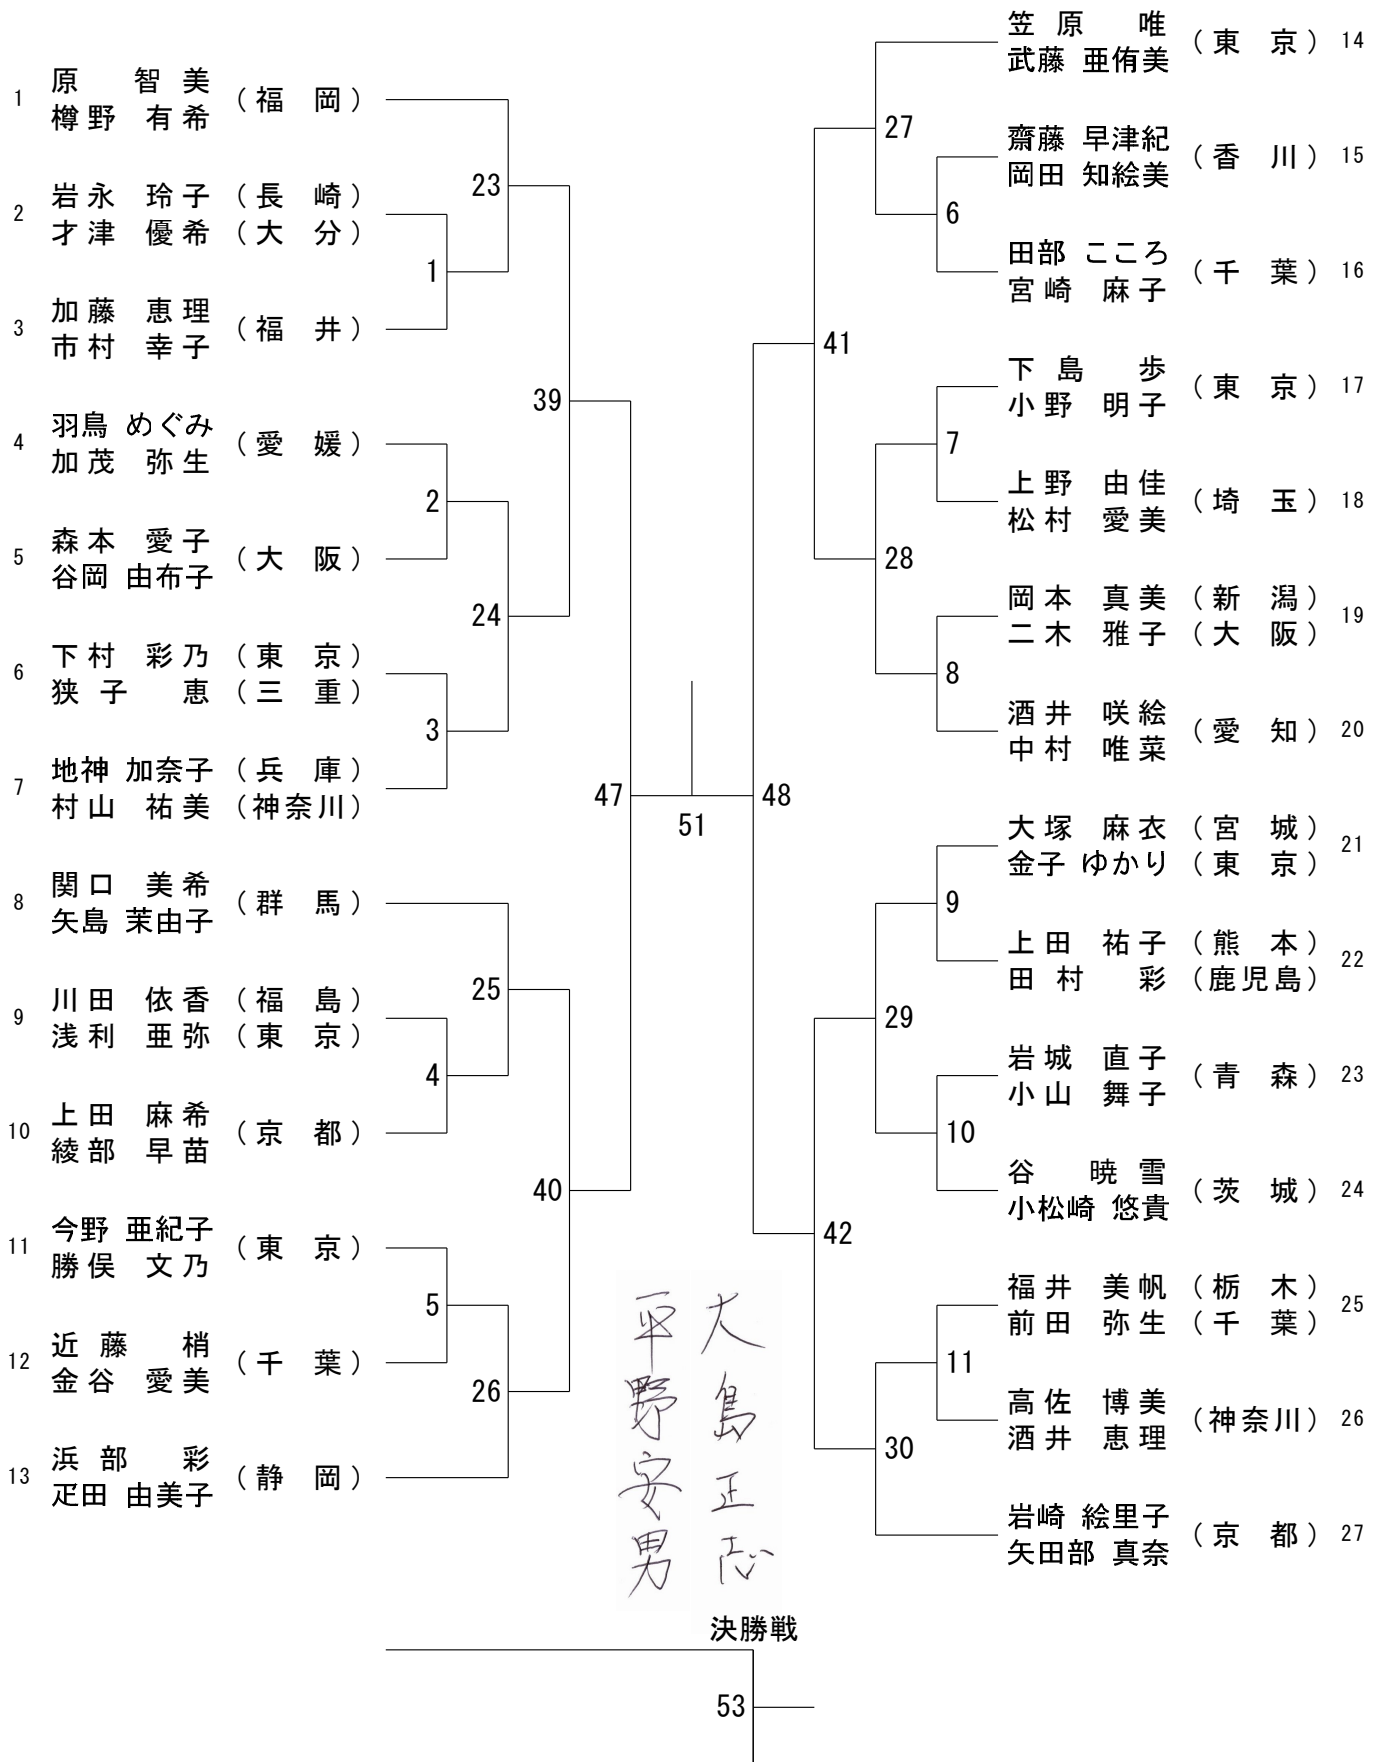 1 原 智美 (福 岡)
樽野 有希
2 岩永 玲子 (長 崎)
才津 優希 (大 分)
3 加藤 恵理 (福 井)
市村 幸子
4 羽鳥 めぐみ (愛 媛)
加茂 弥生
5 森本 愛子 (大 阪)
谷岡 由布子
6 下村 彩乃 (東 京)
狭子 恵 (三 重)
7 地神 加奈子 (兵 庫)
村山 祐美 (神奈川)
8 関口 美希 (群 馬)
矢島 茉由子
9 川田 依香 (福 島)
浅利 亜弥 (東 京)
10 上田 麻希 (京 都)
綾部 早苗
11 今野 亜紀子 (東 京)
勝俣 文乃
12 近藤 梢 (千 葉)
金谷 愛美
13 浜部 彩 (静 岡)
疋田 由美子
23
1
39
2
24
3
47
25
4
40
5
26
51
48
41
27
6
7
28
8
9
29
10
42
11
30
笠原 唯 (東 京) 14
武藤 亜侑美
齋藤 早津紀 (香 川) 15
岡田 知絵美
田部 こころ (千 葉) 16
宮崎 麻子
下島 歩 (東 京) 17
小野 明子
上野 由佳 (埼 玉) 18
松村 愛美
岡本 真美 (新 潟) 19
二木 雅子 (大 阪)
酒井 咲絵 (愛 知) 20
中村 唯菜
大塚 麻衣 (宮 城) 21
金子 ゆかり (東 京)
上田 祐子 (熊 本) 22
田村 彩 (鹿児島)
岩城 直子 (青 森) 23
小山 舞子
谷 暁雪 (茨 城) 24
小松崎 悠貴
福井 美帆 (栃 木) 25
前田 弥生 (千 葉)
高佐 博美 (神奈川) 26
酒井 恵理
岩崎 絵里子 (京 都) 27
矢田部 真奈
大島正志
平野安男
決勝戦
53